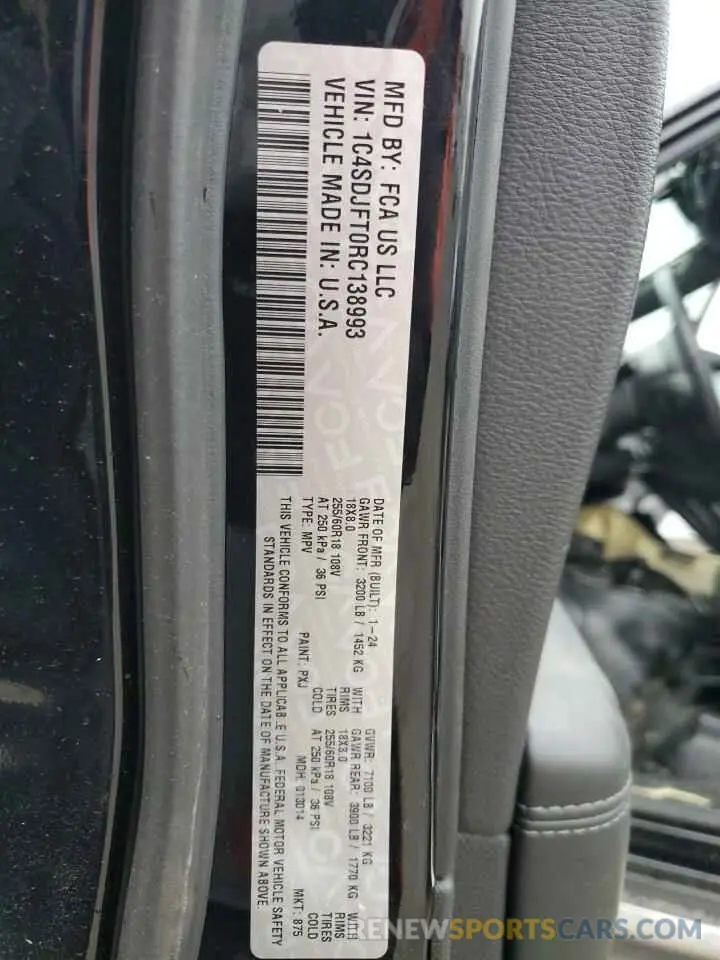 MFD BY: FCA US LLC
VIN: 1C4SDJFT0RC138993
VEHICLE MADE IN: U.S.A.
DATE OF MFR (BUILT): 1-24 GVWR: 7100 LB / 3221 KG
GAWR FRONT: 3200 LB / 1452 KG WITH GAWR REAR: 3900 LB / 1770 KG WITH
18X8.0 RIMS 18X8.0 RIMS
255/60R18 108V TIRES 255/60R18 108V TIRES
AT 250 kPa / 36 PSI COLD AT 250 kPa / 36 PSI COLD
TYPE: MPV PAINT: PXJ MDH: 013014 MKT: 875
THIS VEHICLE CONFORMS TO ALL APPLICABLE U.S.A. FEDERAL MOTOR VEHICLE SAFETY
STANDARDS IN EFFECT ON THE DATE OF MANUFACTURE SHOWN ABOVE.
RENEWSPORTSCARS.COM